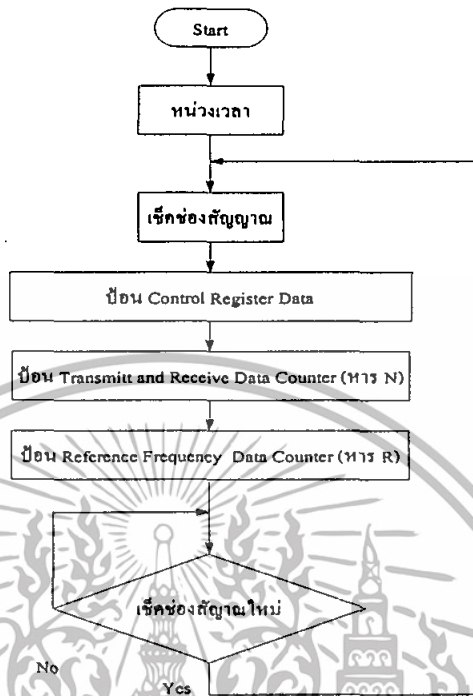 Start
หน่วงเวลา
เช็คช่องสัญญาณ
ป้อน Control Register Data
ป้อน Transmitt and Receive Data Counter (หาร N)
ป้อน Reference Frequency Data Counter (หาร R)
เช็คช่องสัญญาณใหม่
No
Yes